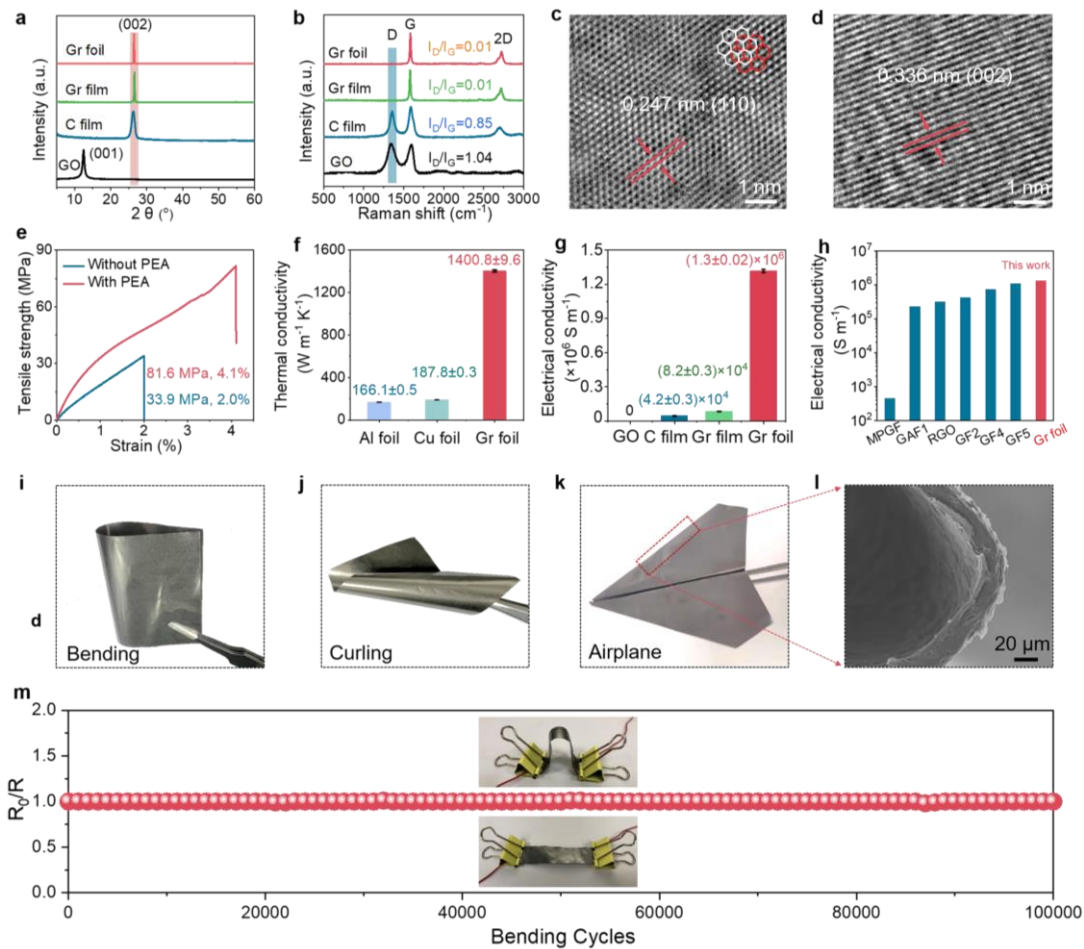 a
(002)
Gr foil
Gr film
C film
(001)
GO
Intensity (a.u.)
5 10 20 30 40 50 60
2 θ (°)
b
D
G
2D
Gr foil
I_D/I_G=0.01
Gr film
I_D/I_G=0.01
C film
I_D/I_G=0.85
GO
I_D/I_G=1.04
Intensity (a.u.)
500 1000 1500 2000 2500 3000
Raman shift (cm⁻¹)
c
0.247 nm (110)
1 nm
d
0.336 nm (002)
1 nm
e
Tensile strength (MPa)
90
60
30
0
Without PEA
With PEA
81.6 MPa, 4.1%
33.9 MPa, 2.0%
0 1 2 3 4
Strain (%)
f
Thermal conductivity
(W m⁻¹ K⁻¹)
1600
1200
800
400
0
1400.8±9.6
166.1±0.5
187.8±0.3
Al foil Cu foil Gr foil
g
Electrical conductivity
(×10⁶ S m⁻¹)
1.5
1.2
0.9
0.6
0.3
0
(1.3±0.02)×10⁶
(8.2±0.3)×10⁴
(4.2±0.3)×10⁴
0
GO C film Gr film Gr foil
h
Electrical conductivity
(S m⁻¹)
10⁷
10⁶
10⁵
10⁴
10³
10²
This work
MPGF GAF1 RGO GF2 GF4 GF5 Gr foil
i
d
Bending
j
Curling
k
Airplane
l
20 μm
m
R₀/R
2.0
1.5
1.0
0.5
0.0
0 20000 40000 60000 80000 100000
Bending Cycles